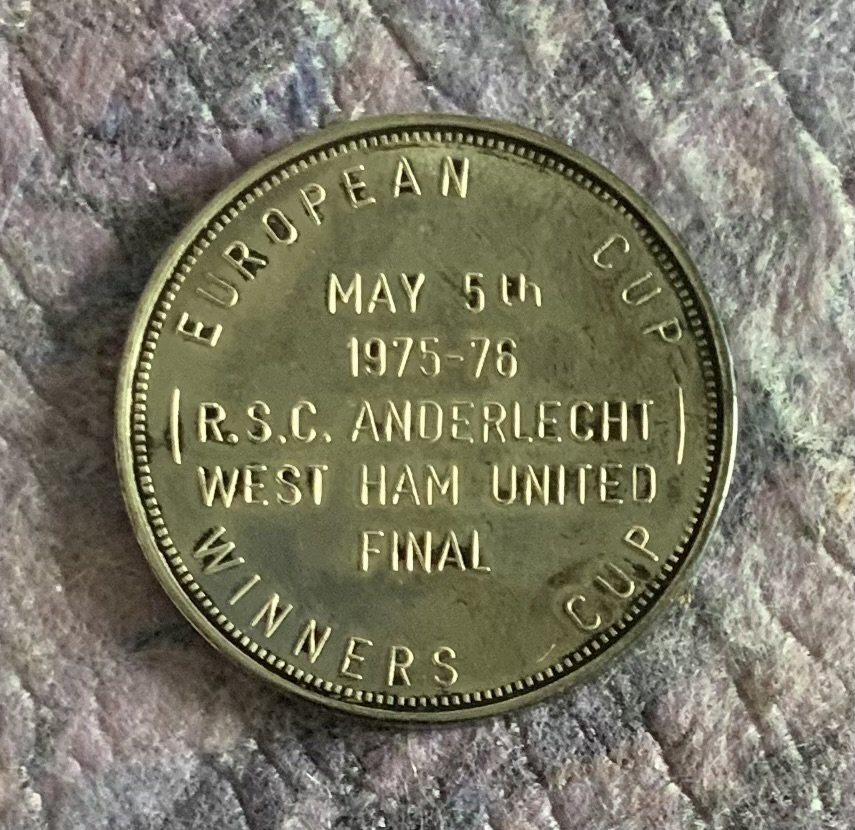 EUROPEAN CUP
MAY 5th
1975-76
(R.S.C. ANDERLECHT)
WEST HAM UNITED
FINAL
WINNERS CUP